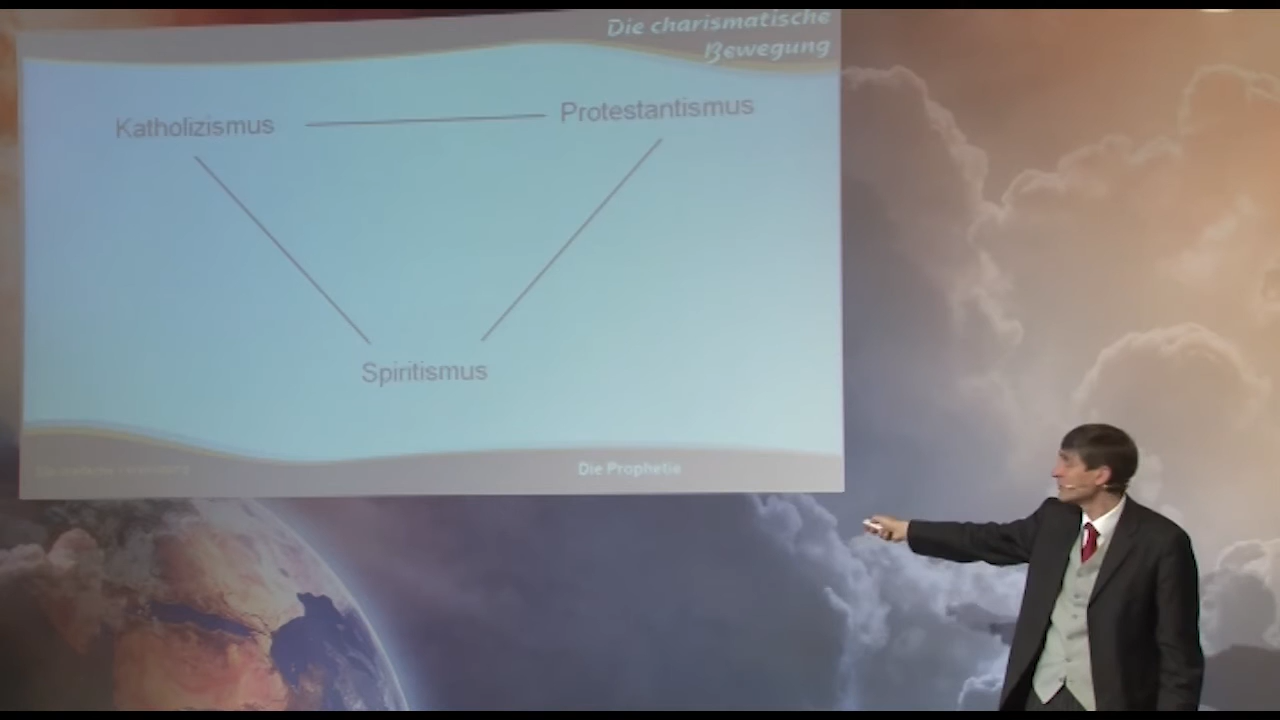 Die charismatische
Bewegung
Katholizismus
Protestantismus
Spiritismus
Die Prophetie